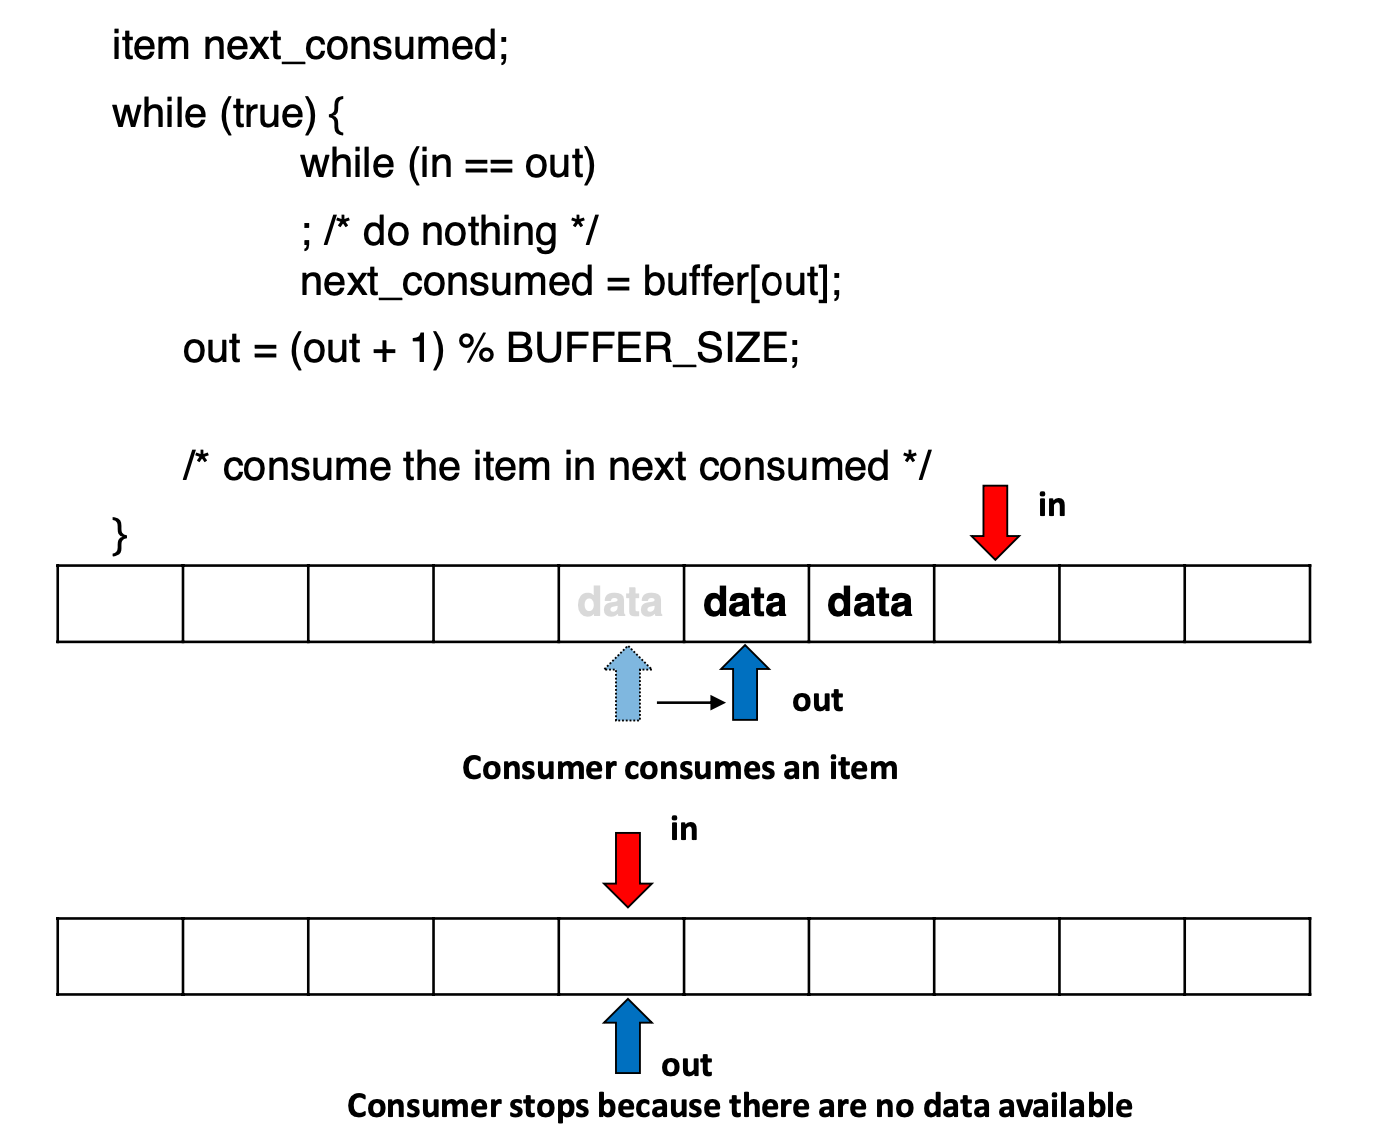 item next_consumed;
while (true) {
while (in == out)
; /* do nothing */
next_consumed = buffer[out];
out = (out + 1) % BUFFER_SIZE;
/* consume the item in next consumed */
in
}
data data data
out
Consumer consumes an item
in
out
Consumer stops because there are no data available